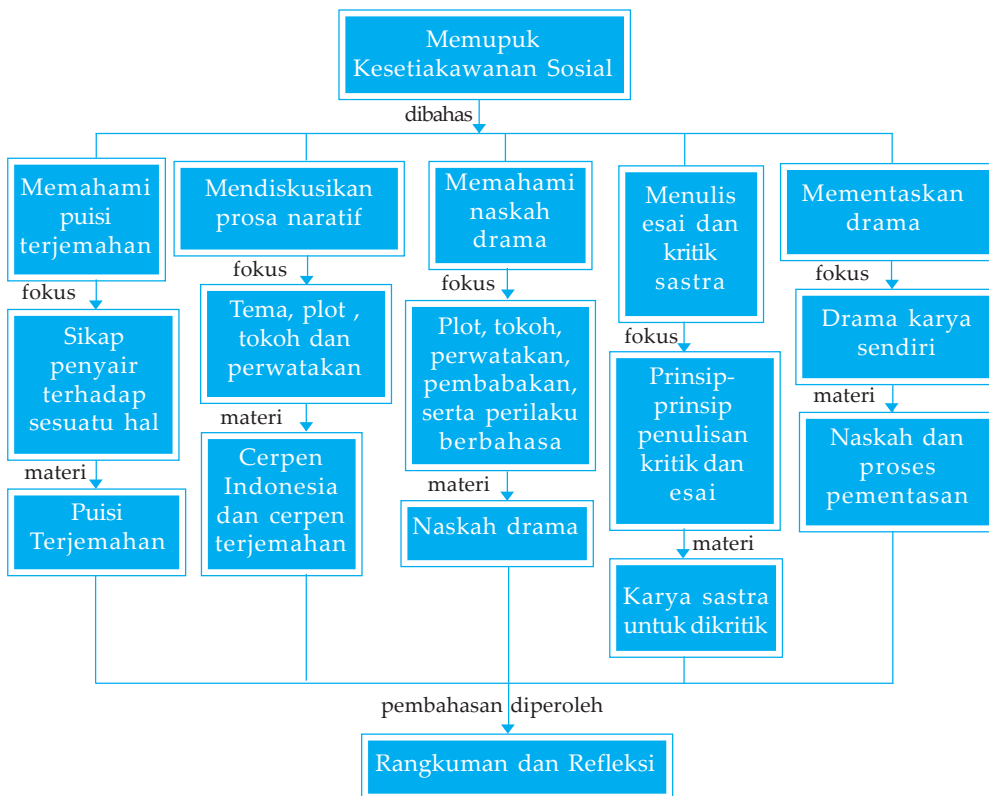 Memupuk
Kesetiakawanan Sosial
dibahas
Memahami
puisi
terjemahan
fokus
Sikap
penyair
terhadap
sesuatu hal
materi
Puisi
Terjemahan
Mendiskusikan
prosa naratif
fokus
Tema, plot ,
tokoh dan
perwatakan
materi
Cerpen
Indonesia
dan cerpen
terjemahan
Memahami
naskah
drama
fokus
Plot, tokoh,
perwatakan,
pembabakan,
serta perilaku
berbahasa
materi
Naskah drama
Menulis
esai dan
kritik
sastra
fokus
Prinsip-
prinsip
penulisan
kritik dan
esai
materi
Karya sastra
untuk dikritik
Mementaskan
drama
fokus
Drama karya
sendiri
materi
Naskah dan
proses
pementasan
pembahasan diperoleh
Rangkuman dan Refleksi